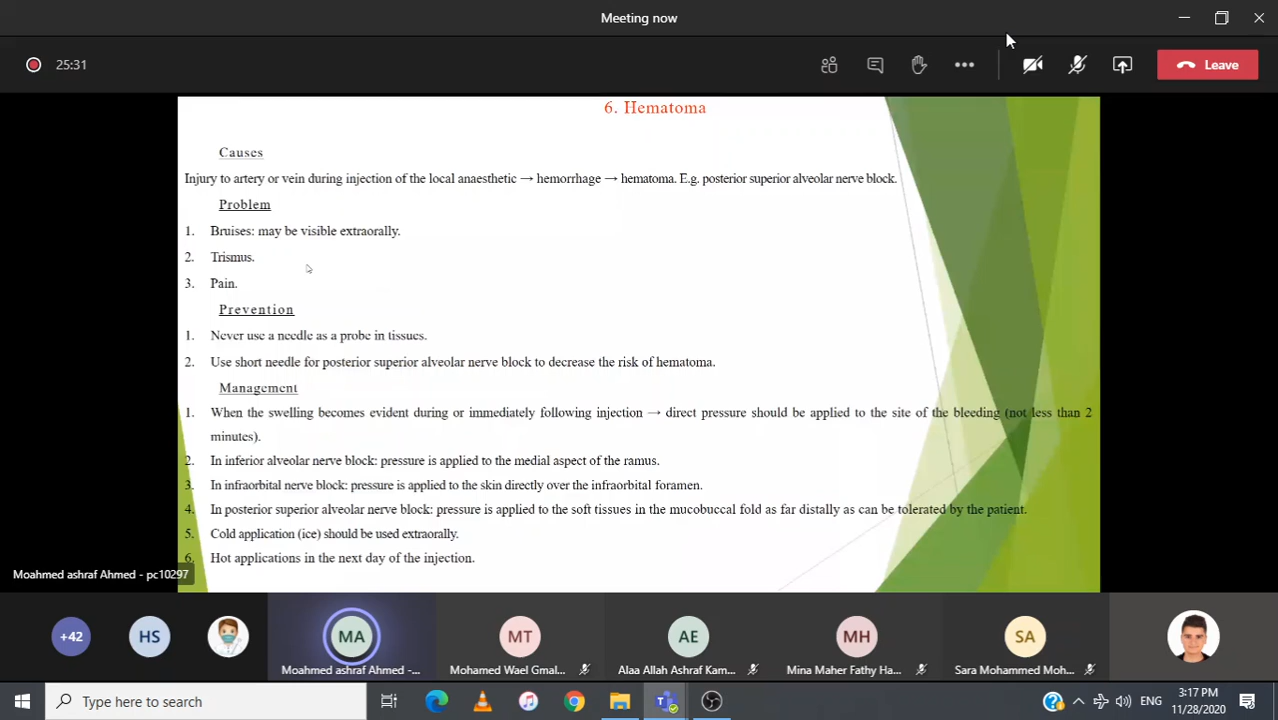 Meeting now
25:31
Leave
6. Hematoma
Causes
Injury to artery or vein during injection of the local anaesthetic → hemorrhage → hematoma. E.g. posterior superior alveolar nerve block.
Problem
1. Bruises: may be visible extraorally.
2. Trismus.
3. Pain.
Prevention
1. Never use a needle as a probe in tissues.
2. Use short needle for posterior superior alveolar nerve block to decrease the risk of hematoma.
Management
1. When the swelling becomes evident during or immediately following injection → direct pressure should be applied to the site of the bleeding (not less than 2
minutes).
2. In inferior alveolar nerve block: pressure is applied to the medial aspect of the ramus.
3. In infraorbital nerve block: pressure is applied to the skin directly over the infraorbital foramen.
4. In posterior superior alveolar nerve block: pressure is applied to the soft tissues in the mucobuccal fold as far distally as can be tolerated by the patient.
5. Cold application (ice) should be used extraorally.
6. Hot applications in the next day of the injection.
Moahmed ashraf Ahmed - pc10297
+42
HS
MA
MT
AE
MH
SA
Moahmed ashraf Ahmed -...
Mohamed Wael Gmal...
Alaa Allah Ashraf Kam...
Mina Maher Fathy Ha...
Sara Mohammed Moh...
Type here to search
ENG
3:17 PM
11/28/2020